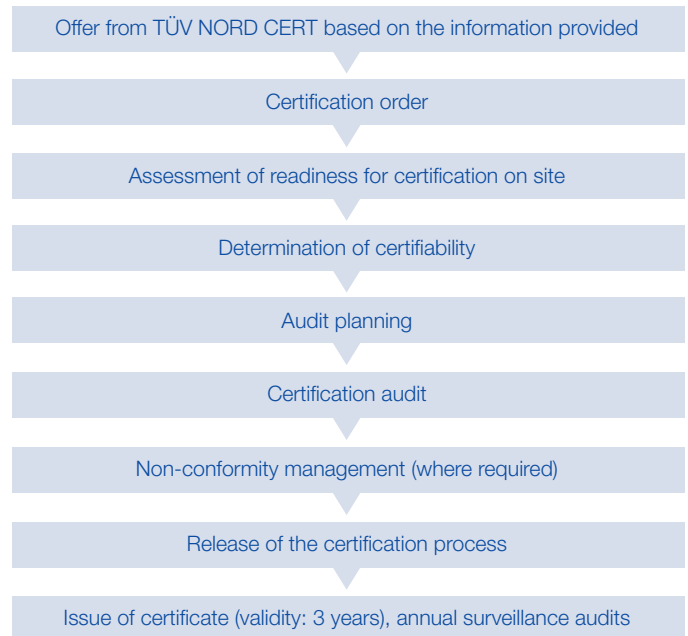 Offer from TÜV NORD CERT based on the information provided
Certification order
Assessment of readiness for certification on site
Determination of certifiability
Audit planning
Certification audit
Non-conformity management (where required)
Release of the certification process
Issue of certificate (validity: 3 years), annual surveillance audits